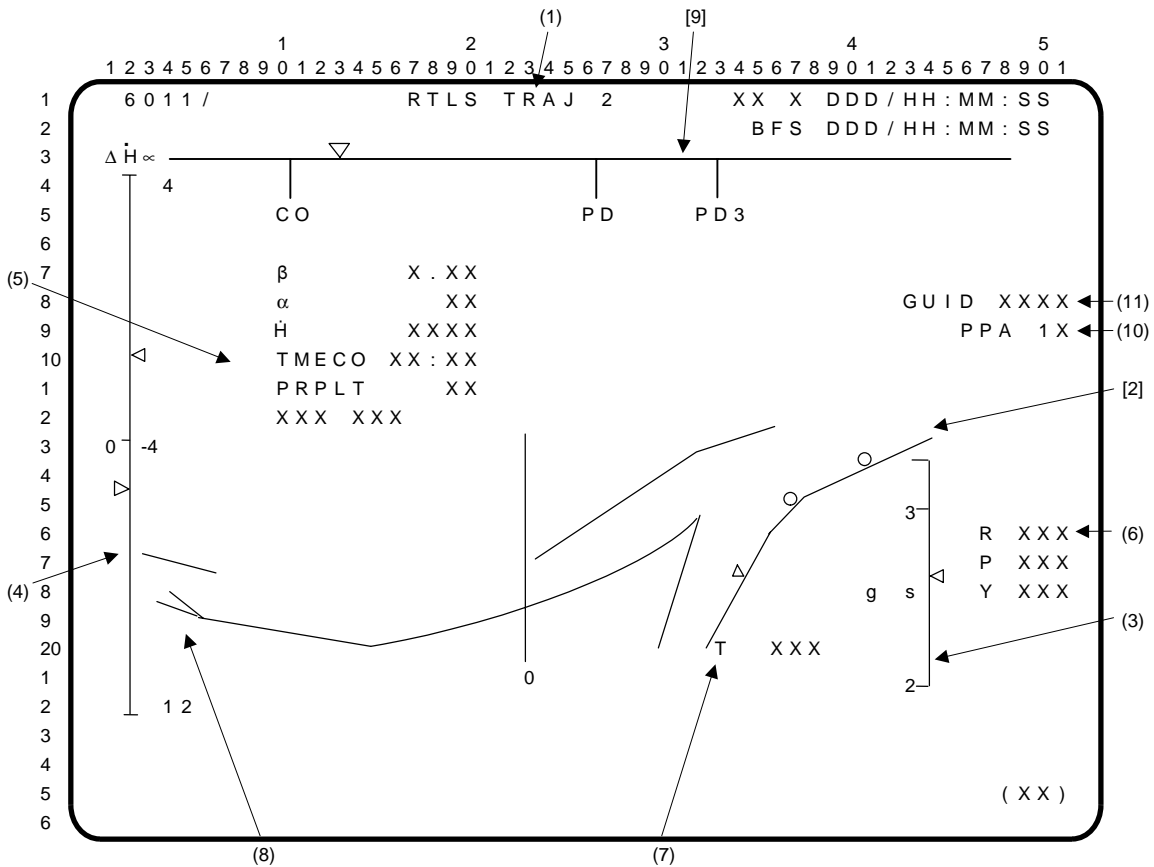 (1) [9]
1 2 3 4 5
1 2 3 4 5 6 7 8 9 0 1 2 3 4 5 6 7 8 9 0 1 2 3 4 5 6 7 8 9 0 1 2 3 4 5 6 7 8 9 0 1 2 3 4 5 6 7 8 9 0 1
1 6011/ RTLS TRAJ 2 XX X DDD/HH:MM:SS
2 BFS DDD/HH:MM:SS
3 Δ Ḣ ∝
4 4
5 CO PD PD3
6
7 β X.XX
(5)
8 α XX GUID XXXX (11)
9 Ḣ XXXX PPA 1X (10)
10 TMECO XX:XX
1 PRPLT XX [2]
2 XXX XXX
3 0 -4
4
5 3
6 R XXX (6)
7 P XXX
(4) 8 g s Y XXX
9 (3)
20 T XXX
1 0
2 12 2
3
4
5 (XX)
6
(8) (7)